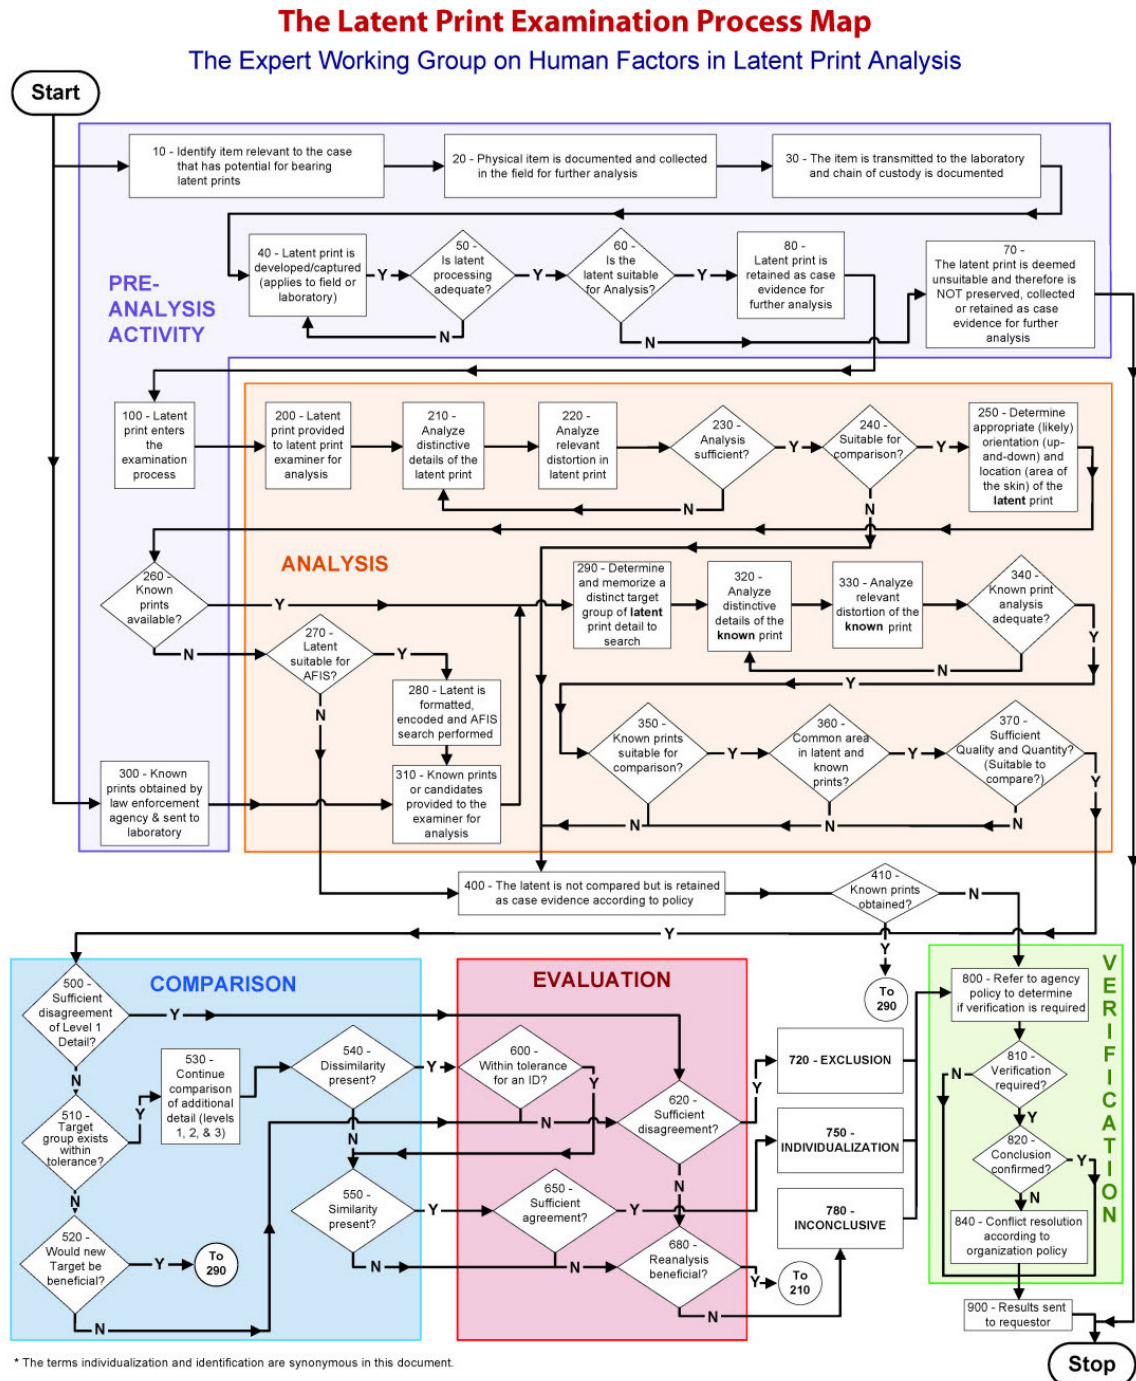 The Latent Print Examination Process Map
The Expert Working Group on Human Factors in Latent Print Analysis
Start
10 - Identify item relevant to the case
that has potential for bearing
latent prints
20 - Physical item is documented and collected
in the field for further analysis
30 - The item is transmitted to the laboratory
and chain of custody is documented
PRE-
ANALYSIS
ACTIVITY
40 - Latent print is
developed/captured
(applies to field or
laboratory)
Y
50 -
Is latent
processing
adequate?
N
Y
60 -
Is the
latent suitable
for Analysis?
Y
N
80 -
Latent print is
retained as case
evidence for
further analysis
70 -
The latent print is deemed
unsuitable and therefore is
NOT preserved, collected
or retained as case
evidence for further
analysis
100 - Latent
print enters
the
examination
process
200 - Latent
print provided
to latent print
examiner for
analysis
210 -
Analyze
distinctive
details of the
latent print
220 -
Analyze
relevant
distortion in
latent print
230 -
Analysis
sufficient?
Y
N
240 -
Suitable for
comparison?
Y
N
250 - Determine
appropriate (likely)
orientation (up-
and-down) and
location (area of
the skin) of the
latent print
ANALYSIS
260 -
Known
prints
available?
Y
N
270 -
Latent
suitable for
AFIS?
Y
N
280 - Latent is
formatted,
encoded and AFIS
search performed
290 - Determine
and memorize a
distinct target
group of latent
print detail to
search
320 -
Analyze
distinctive
details of the
known print
330 - Analyze
relevant
distortion of the
known print
340 -
Known print
analysis
adequate?
Y
N
Y
300 - Known
prints obtained by
law enforcement
agency & sent to
laboratory
310 - Known prints
or candidates
provided to the
examiner for
analysis
350 -
Known prints
suitable for
comparison?
Y
N
360 -
Common area
in latent and
known
prints?
Y
N
370 -
Sufficient
Quality and Quantity?
(Suitable to
compare?)
Y
N
400 - The latent is not compared but is retained
as case evidence according to policy
410 -
Known prints
obtained?
N
Y
To
290
Y
COMPARISON
500 -
Sufficient
disagreement
of Level 1
Detail?
Y
N
510 -
Target
group exists
within
tolerance?
Y
N
520 -
Would new
Target be
beneficial?
Y
To
290
N
530 -
Continue
comparison
of additional
detail (levels
1, 2, & 3)
540 -
Dissimilarity
present?
Y
N
550 -
Similarity
present?
Y
N
EVALUATION
600 -
Within tolerance
for an ID?
Y
N
620 -
Sufficient
disagreement?
Y
N
650 -
Sufficient
agreement?
Y
N
680 -
Reanalysis
beneficial?
Y
To
210
N
720 - EXCLUSION
750 -
INDIVIDUALIZATION
780 -
INCONCLUSIVE
VERIFICATION
800 - Refer to agency
policy to determine
if verification is required
810 -
Verification
required?
N
Y
820 -
Conclusion
confirmed?
Y
N
840 - Conflict resolution
according to
organization policy
900 - Results sent
to requestor
Stop
* The terms individualization and identification are synonymous in this document.